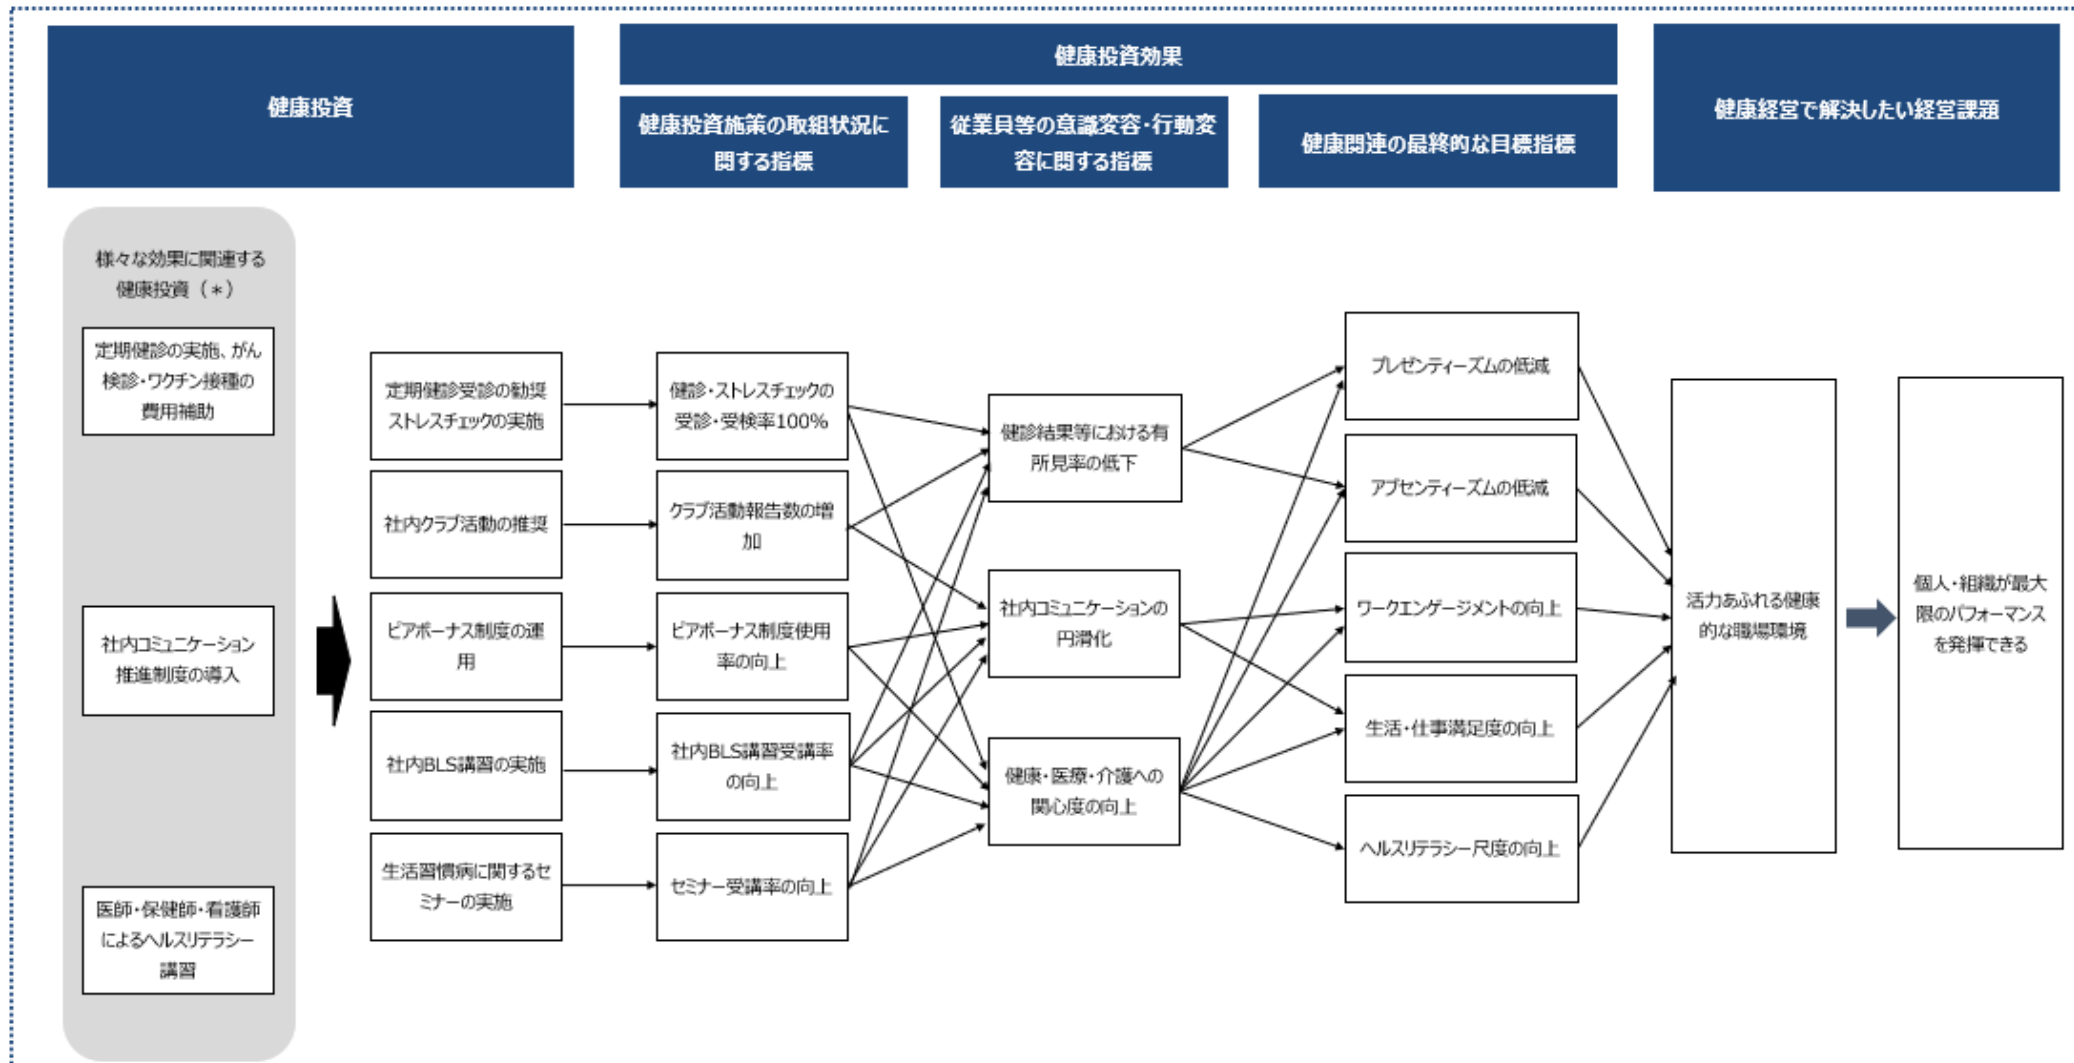 健康投資
健康投資効果
健康投資施策の取組状況に
関する指標
従業員等の意識変容・行動変
容に関する指標
健康関連の最終的な目標指標
健康経営で解決したい経営課題
様々な効果に関連する
健康投資（＊）
定期健診の実施、がん
検診・ワクチン接種の
費用補助
社内コミュニケーション
推進制度の導入
医師・保健師・看護師
によるヘルスリテラシー
講習
定期健診受診の勧奨
ストレスチェックの実施
社内クラブ活動の推奨
ピアボーナス制度の運
用
社内BLS講習の実施
生活習慣病に関するセ
ミナーの実施
健診・ストレスチェックの
受診・受検率100%
クラブ活動報告数の増
加
ピアボーナス制度使用
率の向上
社内BLS講習受講率
の向上
セミナー受講率の向上
健診結果等における有
所見率の低下
社内コミュニケーションの
円滑化
健康・医療・介護への
関心度の向上
プレゼンティーズムの低減
アブセンティーズムの低減
ワークエンゲージメントの向上
生活・仕事満足度の向上
ヘルスリテラシー尺度の向上
活力あふれる健康
的な職場環境
個人・組織が最大
限のパフォーマンス
を発揮できる